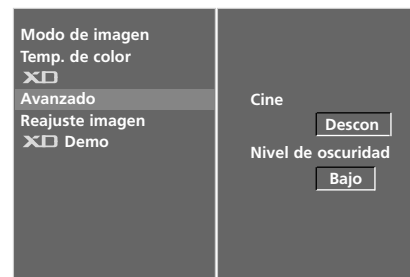 Modo de imagen
Temp. de color
XD
Avanzado
Reajuste imagen
XD Demo
Cine
Descon
Nivel de oscuridad
Bajo